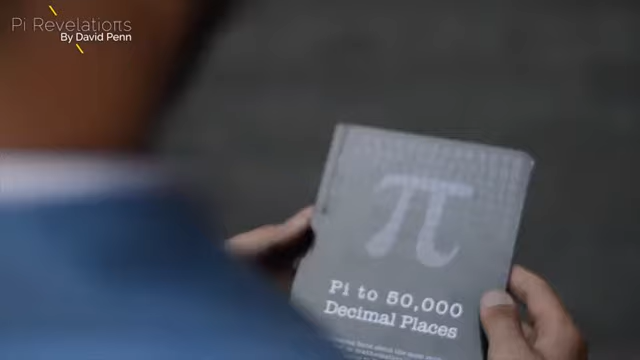 Pi Revelations
By David Penn
π
Pi to 50,000
Decimal Places